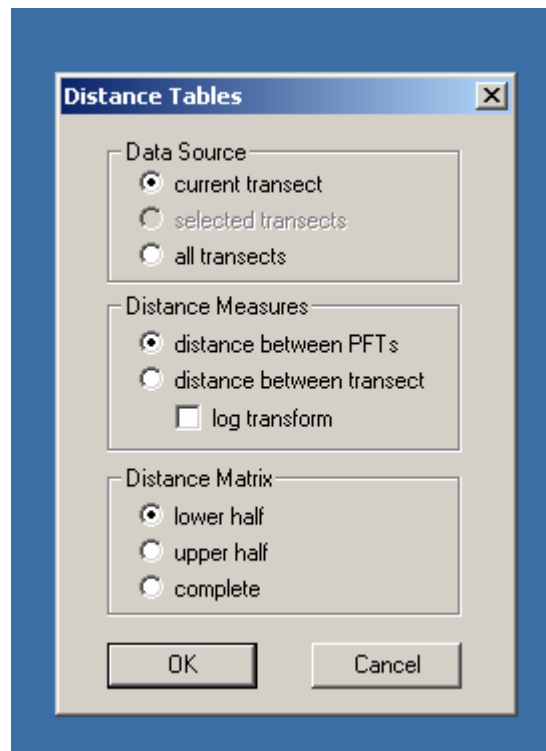 Distance Tables
Data Source
current transect
selected transects
all transects
Distance Measures
distance between PFTs
distance between transect
log transform
Distance Matrix
lower half
upper half
complete
OK
Cancel